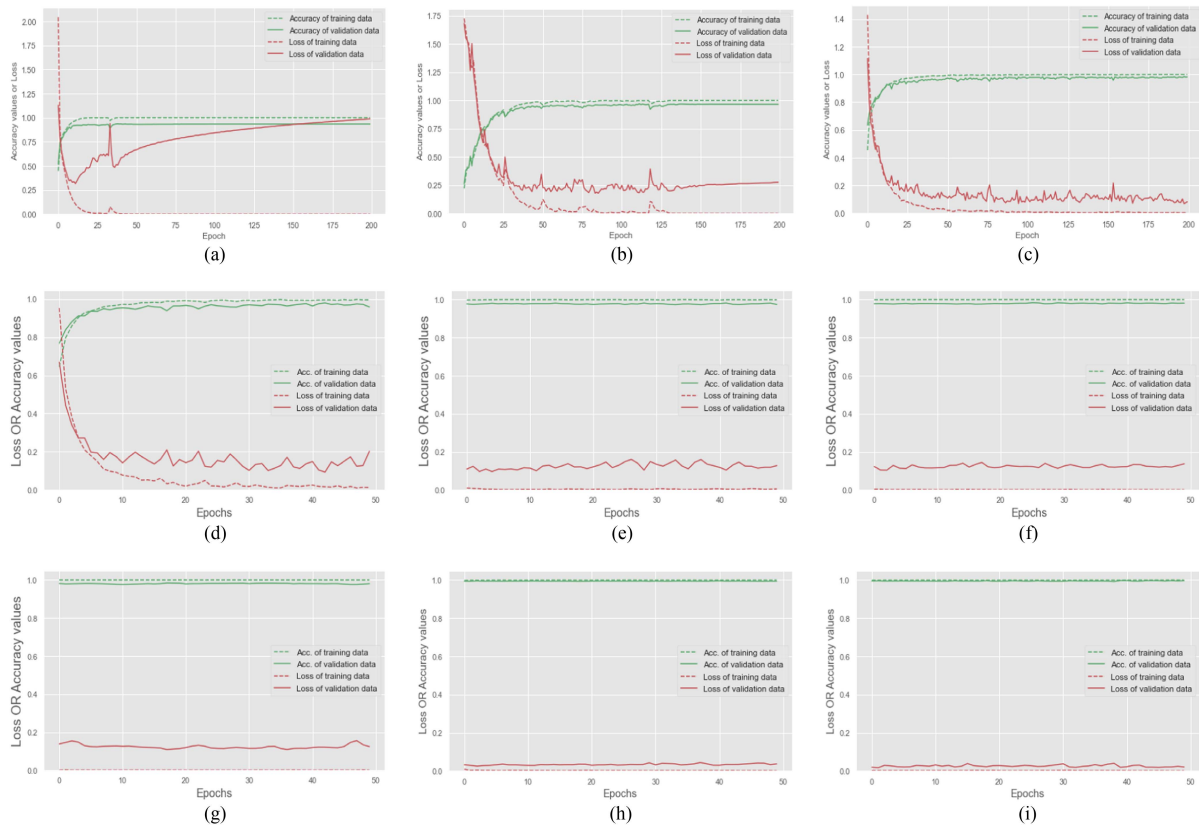 Accuracy of training data
Accuracy of validation data
Loss of training data
Loss of validation data
Accuracy values or Loss
2.00
1.75
1.50
1.25
1.00
0.75
0.50
0.25
0.00
0 25 50 75 100 125 150 175 200
Epoch
(a)
Accuracy of training data
Accuracy of validation data
Loss of training data
Loss of validation data
Accuracy values or Loss
1.75
1.50
1.25
1.00
0.75
0.50
0.25
0.00
0 25 50 75 100 125 150 175 200
Epoch
(b)
Accuracy of training data
Accuracy of validation data
Loss of training data
Loss of validation data
Accuracy values or Loss
1.4
1.2
1.0
0.8
0.6
0.4
0.2
0.0
0 25 50 75 100 125 150 175 200
Epoch
(c)
Loss OR Accuracy values
1.0
0.8
0.6
0.4
0.2
0.0
Acc. of training data
Acc. of validation data
Loss of training data
Loss of validation data
0 10 20 30 40 50
Epochs
(d)
Loss OR Accuracy values
1.0
0.8
0.6
0.4
0.2
0.0
Acc. of training data
Acc. of validation data
Loss of training data
Loss of validation data
0 10 20 30 40 50
Epochs
(e)
Loss OR Accuracy values
1.0
0.8
0.6
0.4
0.2
0.0
Acc. of training data
Acc. of validation data
Loss of training data
Loss of validation data
0 10 20 30 40 50
Epochs
(f)
Loss OR Accuracy values
1.0
0.8
0.6
0.4
0.2
0.0
Acc. of training data
Acc. of validation data
Loss of training data
Loss of validation data
0 10 20 30 40 50
Epochs
(g)
Loss OR Accuracy values
1.0
0.8
0.6
0.4
0.2
0.0
Acc. of training data
Acc. of validation data
Loss of training data
Loss of validation data
0 10 20 30 40 50
Epochs
(h)
Loss OR Accuracy values
1.0
0.8
0.6
0.4
0.2
0.0
Acc. of training data
Acc. of validation data
Loss of training data
Loss of validation data
0 10 20 30 40 50
Epochs
(i)